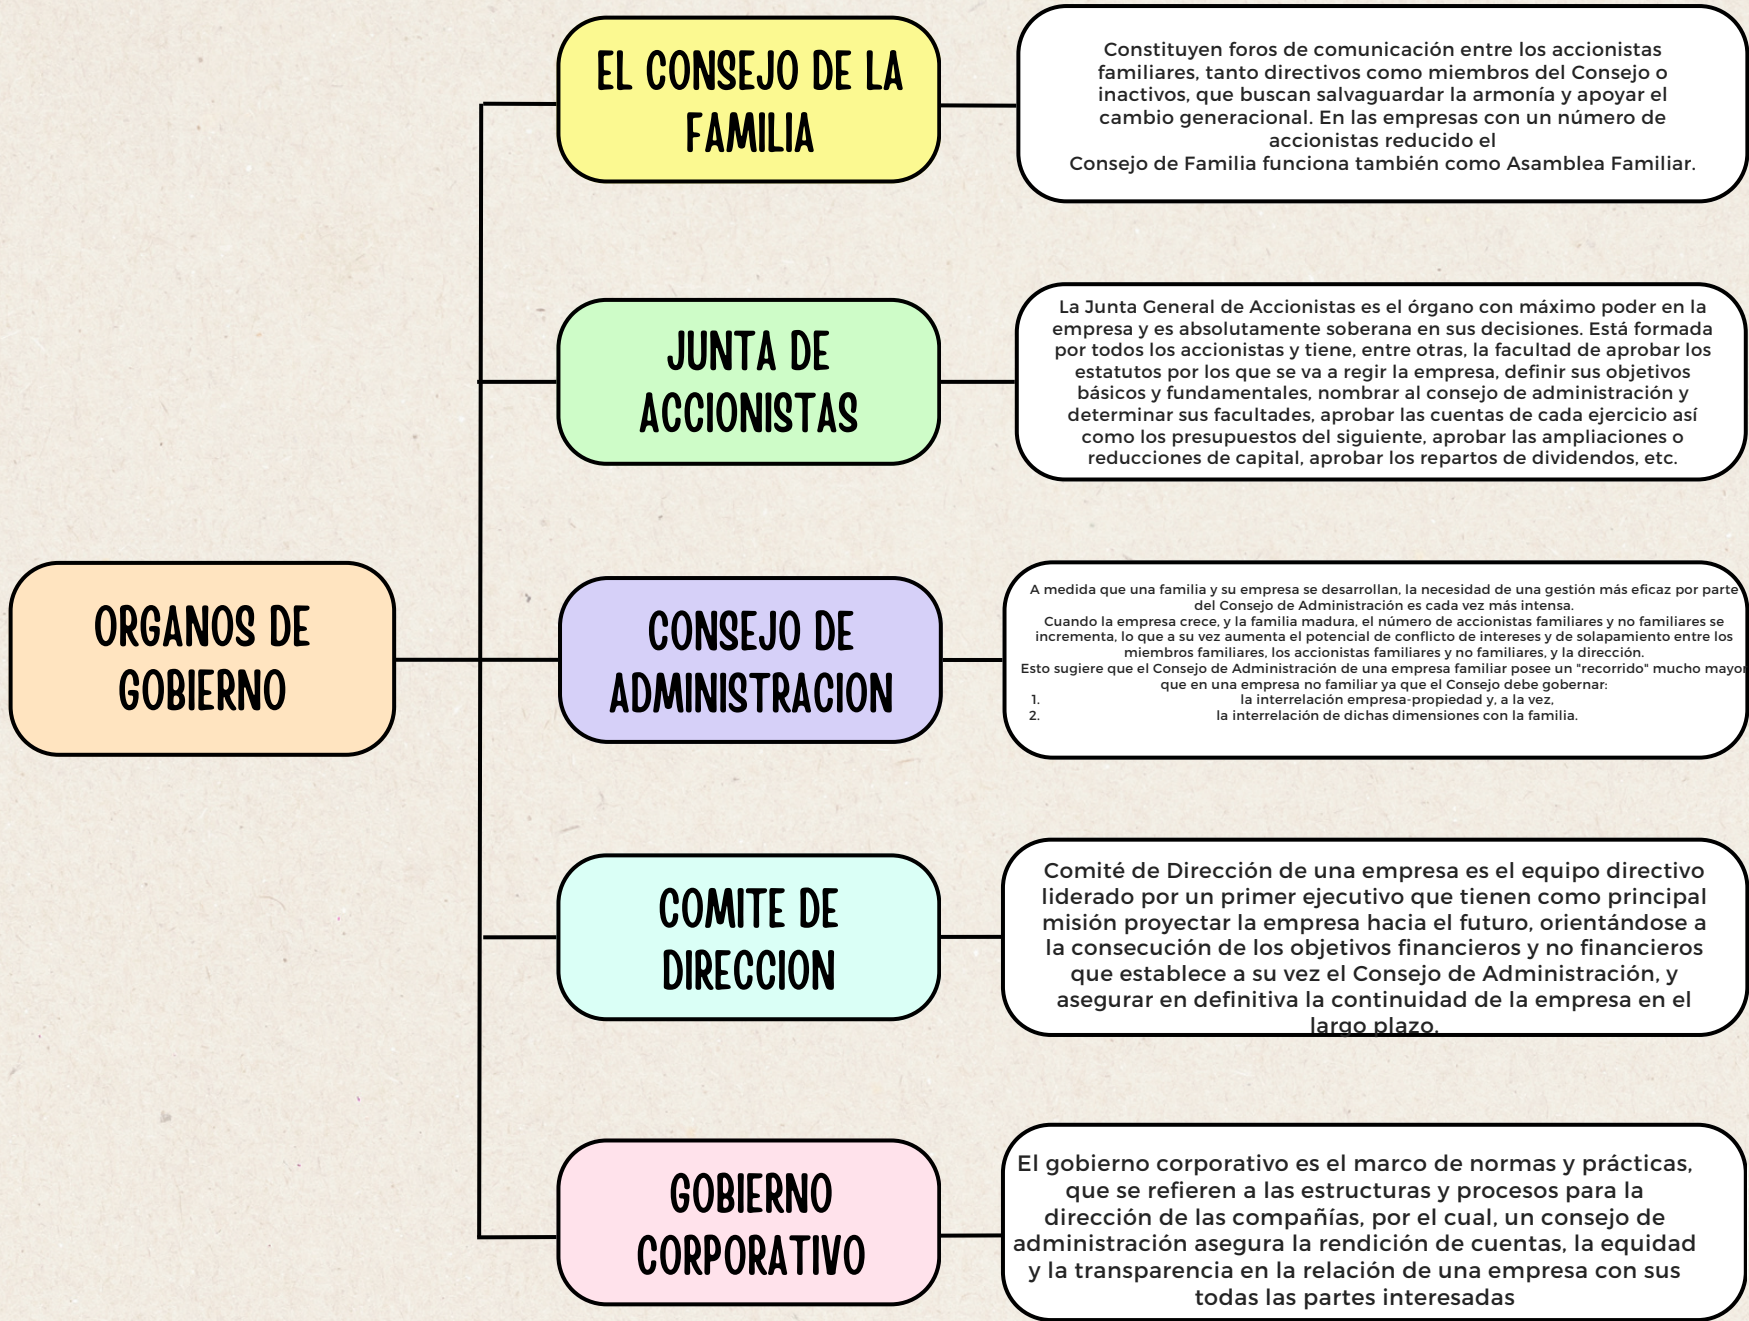 EL CONSEJO DE LA
FAMILIA
Constituyen foros de comunicación entre los accionistas
familiares, tanto directivos como miembros del Consejo o
inactivos, que buscan salvaguardar la armonía y apoyar el
cambio generacional. En las empresas con un número de
accionistas reducido el
Consejo de Familia funciona también como Asamblea Familiar.
JUNTA DE
ACCIONISTAS
La Junta General de Accionistas es el órgano con máximo poder en la
empresa y es absolutamente soberana en sus decisiones. Está formada
por todos los accionistas y tiene, entre otras, la facultad de aprobar los
estatutos por los que se va a regir la empresa, definir sus objetivos
básicos y fundamentales, nombrar al consejo de administración y
determinar sus facultades, aprobar las cuentas de cada ejercicio así
como los presupuestos del siguiente, aprobar las ampliaciones o
reducciones de capital, aprobar los repartos de dividendos, etc.
ORGANOS DE
GOBIERNO
CONSEJO DE
ADMINISTRACION
A medida que una familia y su empresa se desarrollan, la necesidad de una gestión más eficaz por parte
del Consejo de Administración es cada vez más intensa.
Cuando la empresa crece, y la familia madura, el número de accionistas familiares y no familiares se
incrementa, lo que a su vez aumenta el potencial de conflicto de intereses y de solapamiento entre los
miembros familiares, los accionistas familiares y no familiares, y la dirección.
Esto sugiere que el Consejo de Administración de una empresa familiar posee un "recorrido" mucho mayor
que en una empresa no familiar ya que el Consejo debe gobernar:
1. la interrelación empresa-propiedad y, a la vez,
2. la interrelación de dichas dimensiones con la familia.
COMITE DE
DIRECCION
Comité de Dirección de una empresa es el equipo directivo
liderado por un primer ejecutivo que tienen como principal
misión proyectar la empresa hacia el futuro, orientándose a
la consecución de los objetivos financieros y no financieros
que establece a su vez el Consejo de Administración, y
asegurar en definitiva la continuidad de la empresa en el
largo plazo.
GOBIERNO
CORPORATIVO
El gobierno corporativo es el marco de normas y prácticas,
que se refieren a las estructuras y procesos para la
dirección de las compañías, por el cual, un consejo de
administración asegura la rendición de cuentas, la equidad
y la transparencia en la relación de una empresa con sus
todas las partes interesadas